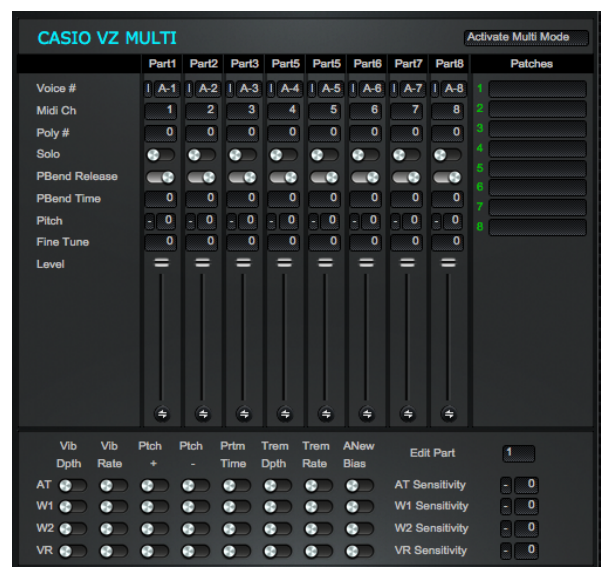 CASIO VZ MULTI Activate Multi Mode
Part1 Part2 Part3 Part5 Part5 Part6 Part7 Part8 Patches
Voice # I A-1 I A-2 I A-3 I A-4 I A-5 I A-6 I A-7 I A-8 1
Midi Ch 1 2 3 4 5 6 7 8 2
Poly # 0 0 0 0 0 0 0 0 3
Solo 4
PBend Release 5
PBend Time 0 0 0 0 0 0 0 0 6
7
Pitch - 0 - 0 - 0 - 0 - 0 - 0 - 0 - 0 8
Fine Tune 0 0 0 0 0 0 0 0
Level
Vib Vib Ptch Ptch Prtm Trem Trem ANew
Dpth Rate + - Time Dpth Rate Bias
Edit Part 1
AT AT Sensitivity - 0
W1 W1 Sensitivity - 0
W2 W2 Sensitivity - 0
VR VR Sensitivity - 0